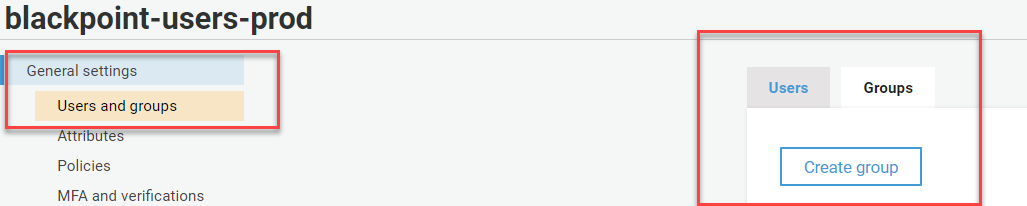 blackpoint-users-prod
General settings
Users and groups
Attributes
Policies
MFA and verifications
Users Groups
Create group